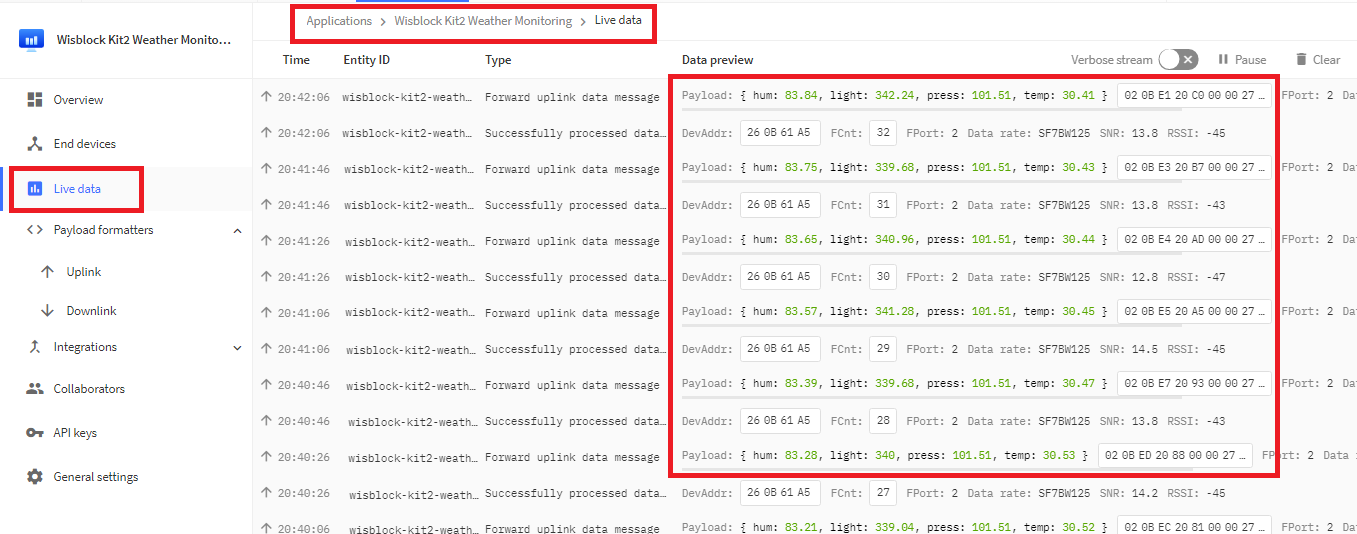 Applications > Wisblock Kit2 Weather Monitoring > Live data
Wisblock Kit2 Weather Monito...
Time Entity ID Type Data preview Verbose stream Pause Clear
Overview
End devices
Live data
Payload formatters
Uplink
Downlink
Integrations
Collaborators
API keys
General settings
↑ 20:42:06 wisblock-kit2-weath... Forward uplink data message Payload: { hum: 83.84, light: 342.24, press: 101.51, temp: 30.41 } 02 0B E1 20 C0 00 00 27 … FPort: 2 Da
↑ 20:42:06 wisblock-kit2-weath... Successfully processed data… DevAddr: 26 0B 61 A5 FCnt: 32 FPort: 2 Data rate: SF7BW125 SNR: 13.8 RSSI: -45
↑ 20:41:46 wisblock-kit2-weath... Forward uplink data message Payload: { hum: 83.75, light: 339.68, press: 101.51, temp: 30.43 } 02 0B E3 20 B7 00 00 27 … FPort: 2 Da
↑ 20:41:46 wisblock-kit2-weath... Successfully processed data… DevAddr: 26 0B 61 A5 FCnt: 31 FPort: 2 Data rate: SF7BW125 SNR: 13.8 RSSI: -43
↑ 20:41:26 wisblock-kit2-weath... Forward uplink data message Payload: { hum: 83.65, light: 340.96, press: 101.51, temp: 30.44 } 02 0B E4 20 AD 00 00 27 … FPort: 2 Da
↑ 20:41:26 wisblock-kit2-weath... Successfully processed data… DevAddr: 26 0B 61 A5 FCnt: 30 FPort: 2 Data rate: SF7BW125 SNR: 12.8 RSSI: -47
↑ 20:41:06 wisblock-kit2-weath... Forward uplink data message Payload: { hum: 83.57, light: 341.28, press: 101.51, temp: 30.45 } 02 0B E5 20 A5 00 00 27 … FPort: 2 Da
↑ 20:41:06 wisblock-kit2-weath... Successfully processed data… DevAddr: 26 0B 61 A5 FCnt: 29 FPort: 2 Data rate: SF7BW125 SNR: 14.5 RSSI: -45
↑ 20:40:46 wisblock-kit2-weath... Forward uplink data message Payload: { hum: 83.39, light: 339.68, press: 101.51, temp: 30.47 } 02 0B E7 20 93 00 00 27 … FPort: 2 Da
↑ 20:40:46 wisblock-kit2-weath... Successfully processed data… DevAddr: 26 0B 61 A5 FCnt: 28 FPort: 2 Data rate: SF7BW125 SNR: 13.8 RSSI: -43
↑ 20:40:26 wisblock-kit2-weath... Forward uplink data message Payload: { hum: 83.28, light: 340, press: 101.51, temp: 30.53 } 02 0B ED 20 88 00 00 27 … FPort: 2 Data r
↑ 20:40:26 wisblock-kit2-weath... Successfully processed data… DevAddr: 26 0B 61 A5 FCnt: 27 FPort: 2 Data rate: SF7BW125 SNR: 14.2 RSSI: -45
↑ 20:40:06 wisblock-kit2-weath... Forward uplink data message Payload: { hum: 83.21, light: 339.04, press: 101.51, temp: 30.52 } 02 0B EC 20 81 00 00 27 … FPort: 2 Da